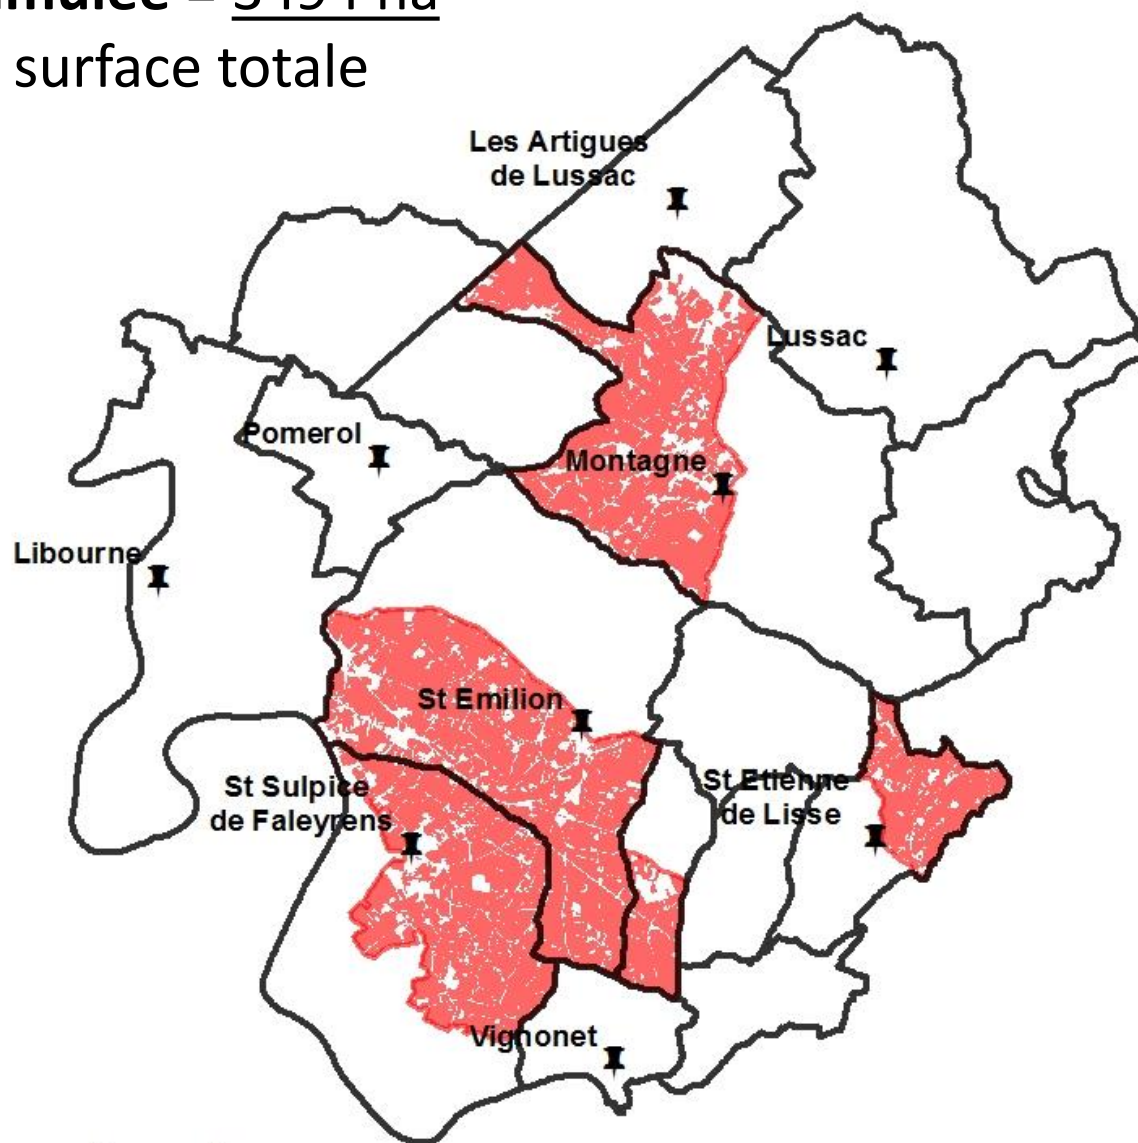 surface totale
Les Artigues
de Lussac
Lussac
Pomerol
Montagne
Libourne
St Emilion
St Etienne
de Lisse
St Sulpice
de Faleyrens
Vignonet